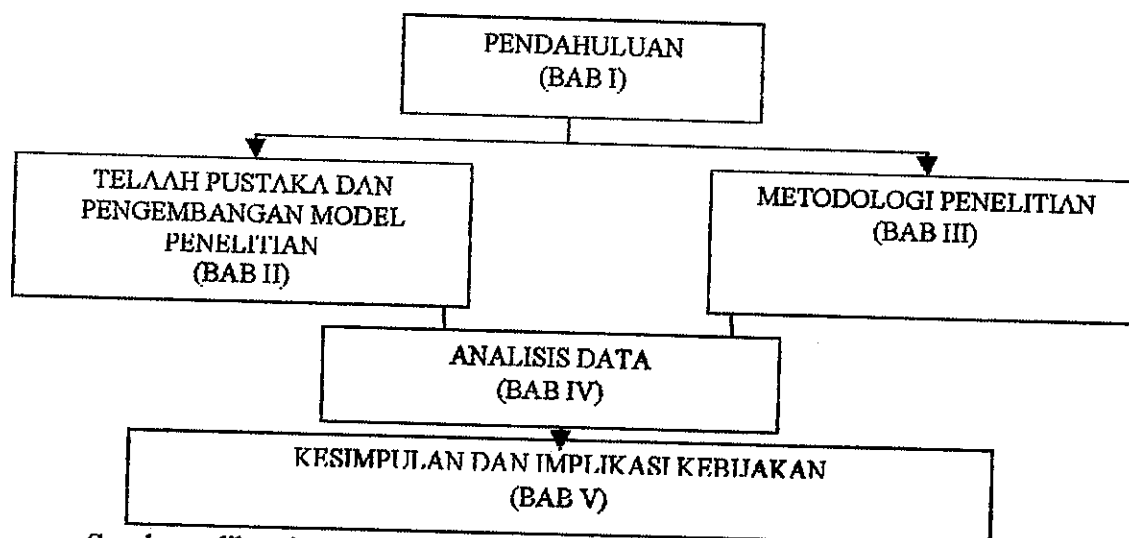 PENDAHULUAN
(BAB I)
TELAAH PUSTAKA DAN
PENGEMBANGAN MODEL
PENELITIAN
(BAB II)
METODOLOGI PENELITIAN
(BAB III)
ANALISIS DATA
(BAB IV)
KESIMPULAN DAN IMPLIKASI KEBIJAKAN
(BAB V)